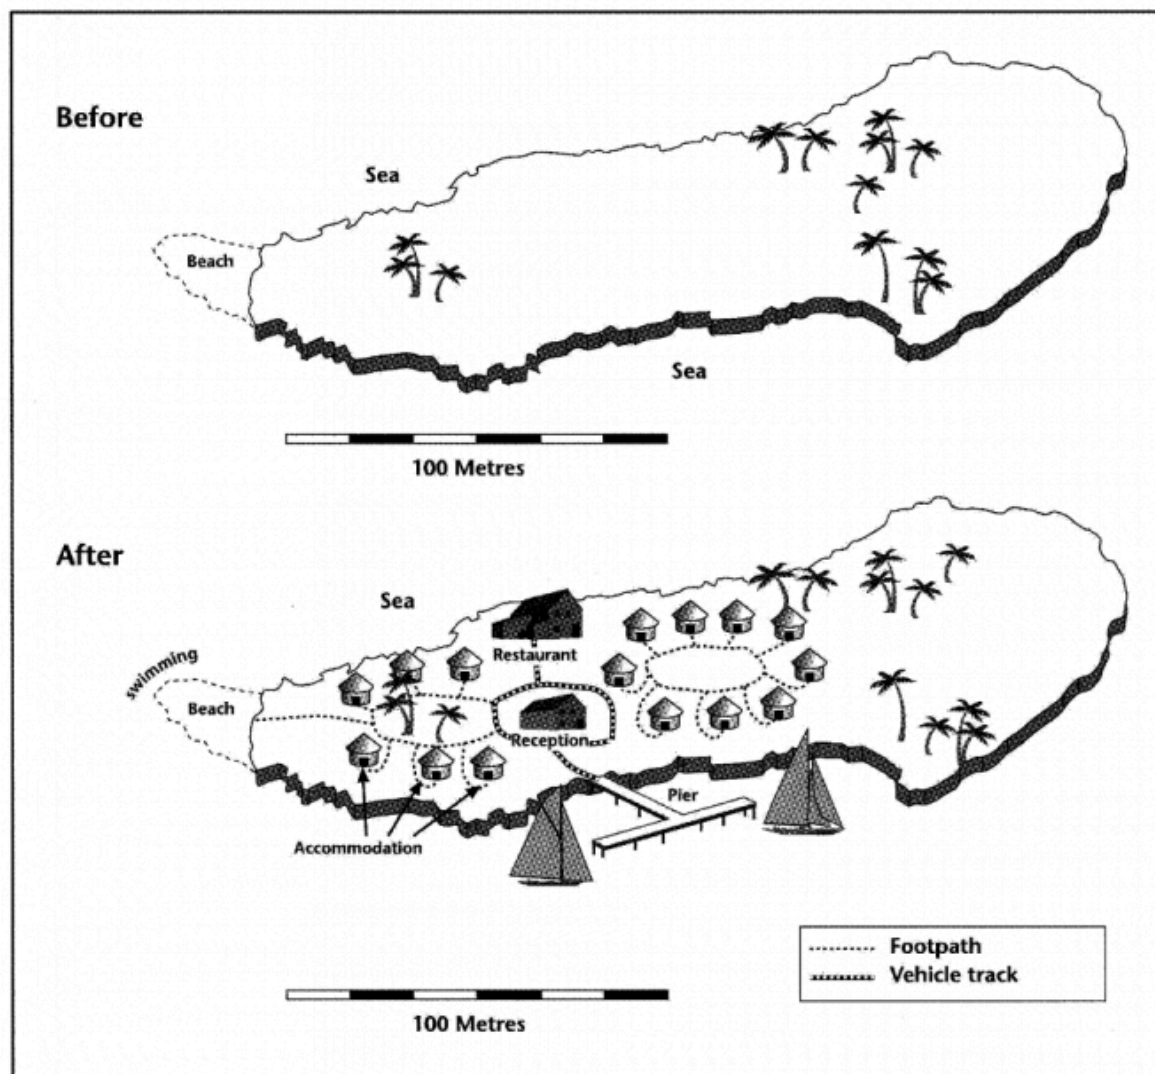 Before
Sea
Beach
Sea
100 Metres
After
Sea
swimming
Restaurant
Beach
Reception
Pier
Accommodation
Footpath
Vehicle track
100 Metres